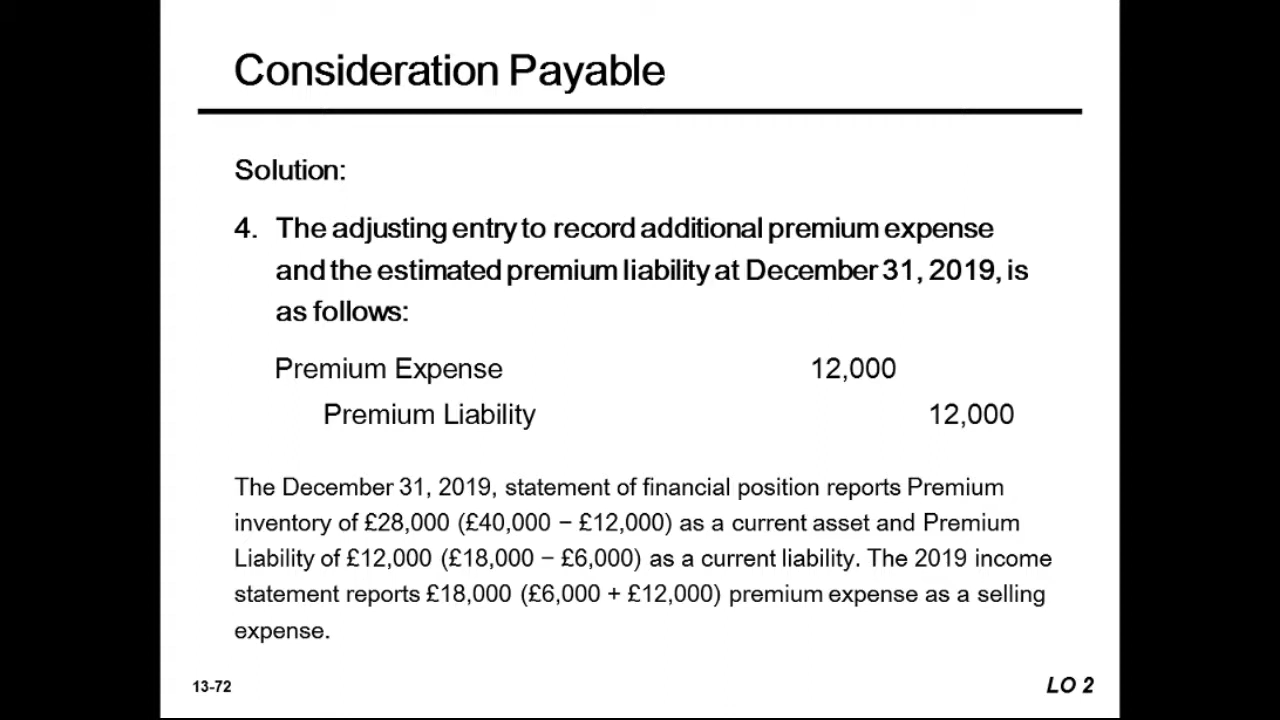 Consideration Payable
Solution:
4. The adjusting entry to record additional premium expense
and the estimated premium liability at December 31, 2019, is
as follows:
Premium Expense 12,000
Premium Liability 12,000
The December 31, 2019, statement of financial position reports Premium
inventory of £28,000 (£40,000 − £12,000) as a current asset and Premium
Liability of £12,000 (£18,000 − £6,000) as a current liability. The 2019 income
statement reports £18,000 (£6,000 + £12,000) premium expense as a selling
expense.
13-72 LO 2